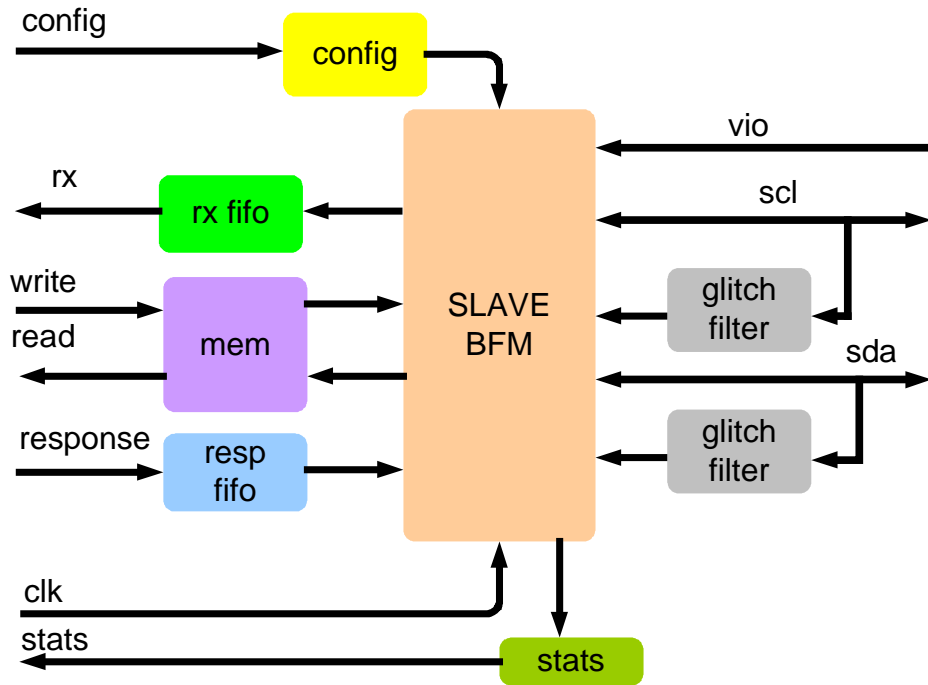 config
config
vio
rx
rx fifo
scl
write
read
mem
SLAVE
BFM
glitch
filter
sda
response
resp
fifo
glitch
filter
clk
stats
stats